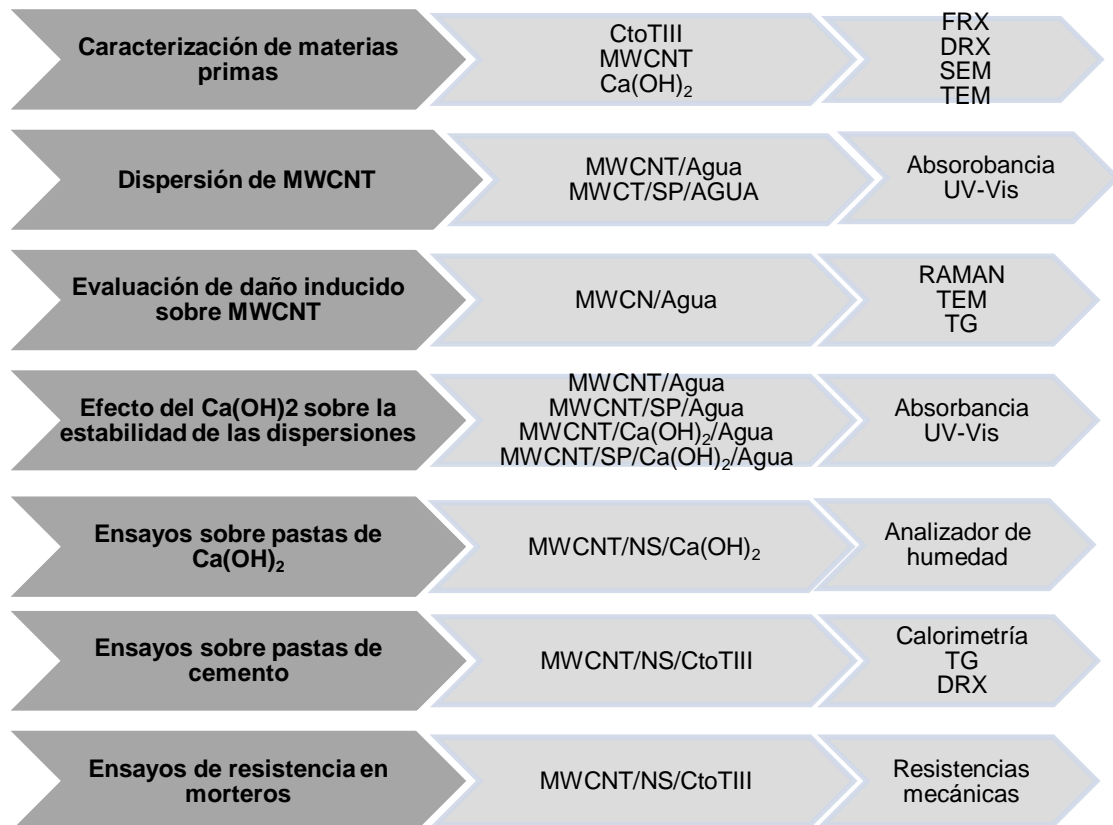 Caracterización de materias
primas
CtoTIII
MWCNT
Ca(OH)₂
FRX
DRX
SEM
TEM
Dispersión de MWCNT
MWCNT/Agua
MWCT/SP/AGUA
Absorobancia
UV-Vis
Evaluación de daño inducido
sobre MWCNT
MWCN/Agua
RAMAN
TEM
TG
Efecto del Ca(OH)2 sobre la
estabilidad de las dispersiones
MWCNT/Agua
MWCNT/SP/Agua
MWCNT/Ca(OH)₂/Agua
MWCNT/SP/Ca(OH)₂/Agua
Absorbancia
UV-Vis
Ensayos sobre pastas de
Ca(OH)₂
MWCNT/NS/Ca(OH)₂
Analizador de
humedad
Ensayos sobre pastas de
cemento
MWCNT/NS/CtoTIII
Calorimetría
TG
DRX
Ensayos de resistencia en
morteros
MWCNT/NS/CtoTIII
Resistencias
mecánicas